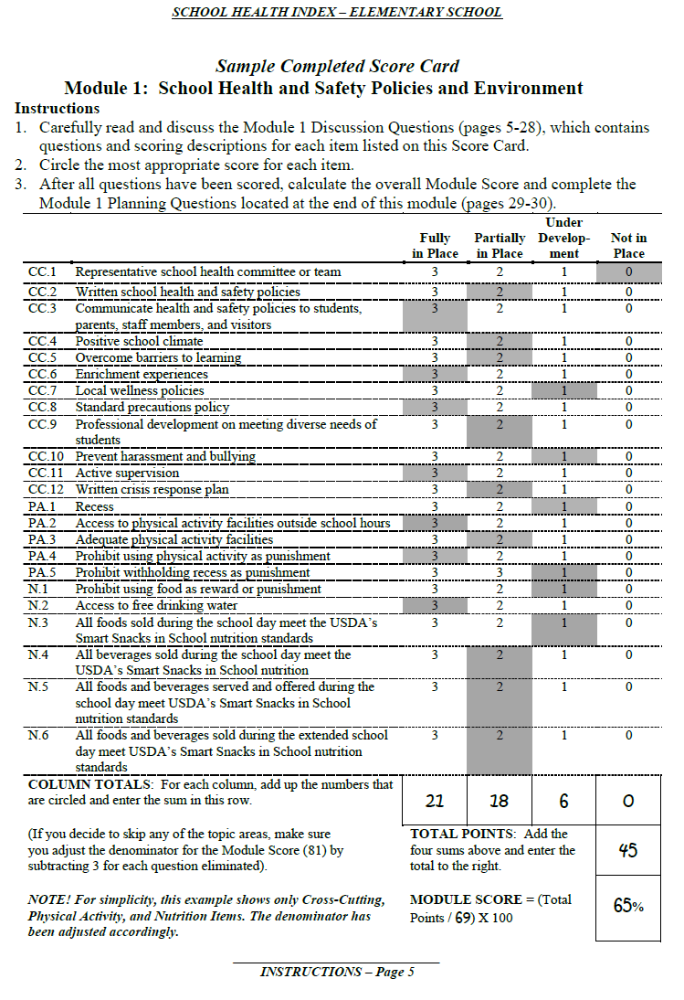 SCHOOL HEALTH INDEX – ELEMENTARY SCHOOL
Sample Completed Score Card
Module 1: School Health and Safety Policies and Environment
Instructions
1. Carefully read and discuss the Module 1 Discussion Questions (pages 5-28), which contains
questions and scoring descriptions for each item listed on this Score Card.
2. Circle the most appropriate score for each item.
3. After all questions have been scored, calculate the overall Module Score and complete the
Module 1 Planning Questions located at the end of this module (pages 29-30).
Under
Fully Partially Develop- Not in
in Place in Place ment Place
CC.1 Representative school health committee or team 3 2 1 0
CC.2 Written school health and safety policies 3 2 1 0
CC.3 Communicate health and safety policies to students, 3 2 1 0
parents, staff members, and visitors
CC.4 Positive school climate 3 2 1 0
CC.5 Overcome barriers to learning 3 2 1 0
CC.6 Enrichment experiences 3 2 1 0
CC.7 Local wellness policies 3 2 1 0
CC.8 Standard precautions policy 3 2 1 0
CC.9 Professional development on meeting diverse needs of 3 2 1 0
students
CC.10 Prevent harassment and bullying 3 2 1 0
CC.11 Active supervision 3 2 1 0
CC.12 Written crisis response plan 3 2 1 0
PA.1 Recess 3 2 1 0
PA.2 Access to physical activity facilities outside school hours 3 2 1 0
PA.3 Adequate physical activity facilities 3 2 1 0
PA.4 Prohibit using physical activity as punishment 3 2 1 0
PA.5 Prohibit withholding recess as punishment 3 3 1 0
N.1 Prohibit using food as reward or punishment 3 2 1 0
N.2 Access to free drinking water 3 2 1 0
N.3 All foods sold during the school day meet the USDA's 3 2 1 0
Smart Snacks in School nutrition standards
N.4 All beverages sold during the school day meet the 3 2 1 0
USDA's Smart Snacks in School nutrition
N.5 All foods and beverages served and offered during the 3 2 1 0
school day meet USDA's Smart Snacks in School
nutrition standards
N.6 All foods and beverages sold during the extended school 3 2 1 0
day meet USDA's Smart Snacks in School nutrition
standards
COLUMN TOTALS: For each column, add up the numbers that
are circled and enter the sum in this row. 21 18 6 0
(If you decide to skip any of the topic areas, make sure
you adjust the denominator for the Module Score (81) by
subtracting 3 for each question eliminated).
TOTAL POINTS: Add the
four sums above and enter the
total to the right.
45
NOTE! For simplicity, this example shows only Cross-Cutting,
Physical Activity, and Nutrition Items. The denominator has
been adjusted accordingly.
MODULE SCORE = (Total
Points / 69) X 100
65%
INSTRUCTIONS – Page 5